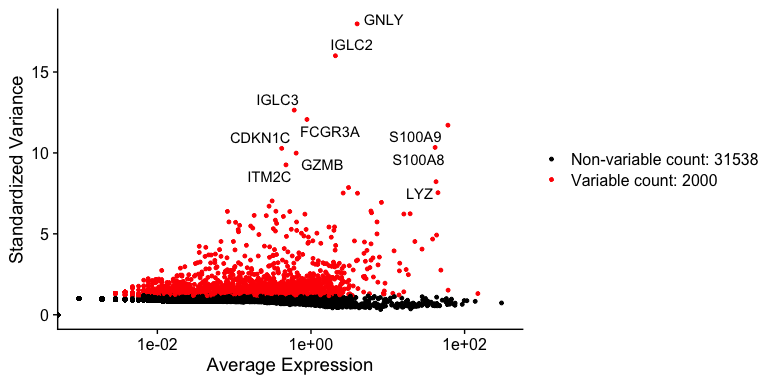 GNLY
IGLC2
15
IGLC3
FCGR3A
S100A9
CDKN1C
Non-variable count: 31538
10
S100A8
GZMB
ITM2C
Variable count: 2000
LYZ
Standardized Variance
5
0
1e-02
1e+00
1e+02
Average Expression